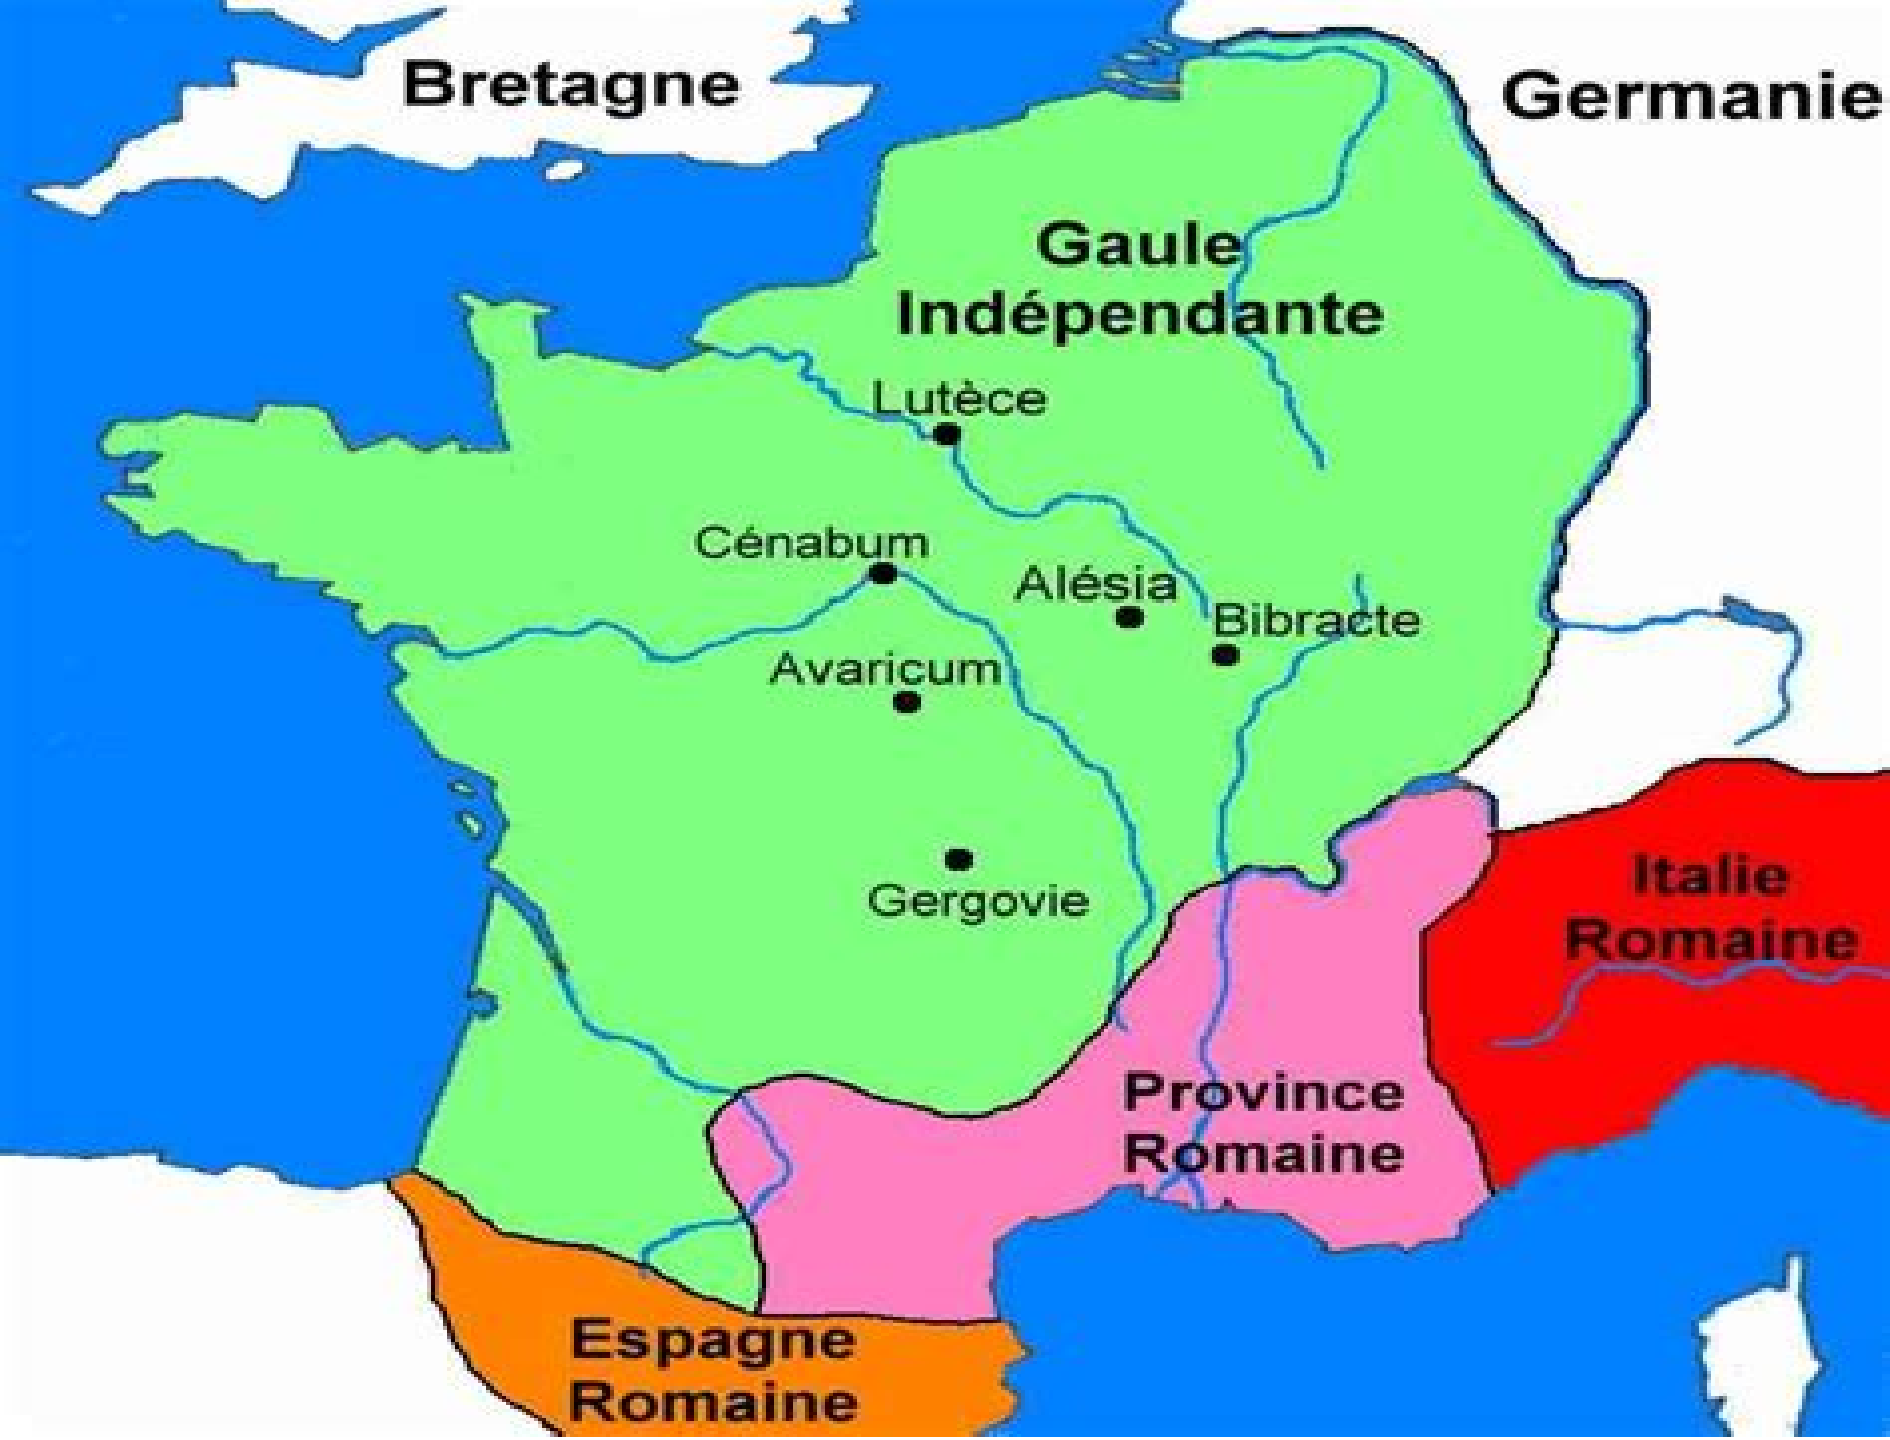 Bretagne
Germanie
Gaule
Indépendante
Lutèce
Cénabum
Alésia
Bibracte
Avaricum
Gergovie
Italie
Romaine
Province
Romaine
Espagne
Romaine